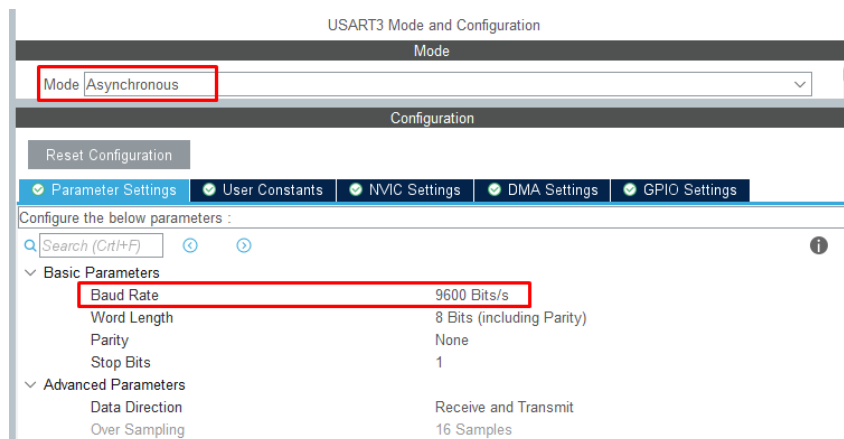 USART3 Mode and Configuration
Mode
Mode Asynchronous
Configuration
Reset Configuration
Parameter Settings User Constants NVIC Settings DMA Settings GPIO Settings
Configure the below parameters :
Search (Crtl+F)
Basic Parameters
Baud Rate 9600 Bits/s
Word Length 8 Bits (including Parity)
Parity None
Stop Bits 1
Advanced Parameters
Data Direction Receive and Transmit
Over Sampling 16 Samples